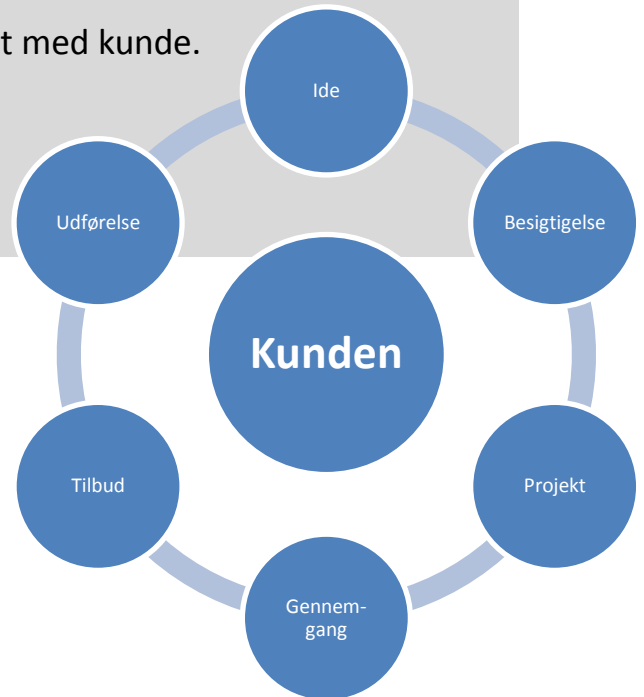 t med kunde.
Ide
Besigtigelse
Projekt
Gennem-
gang
Tilbud
Udførelse
Kunden